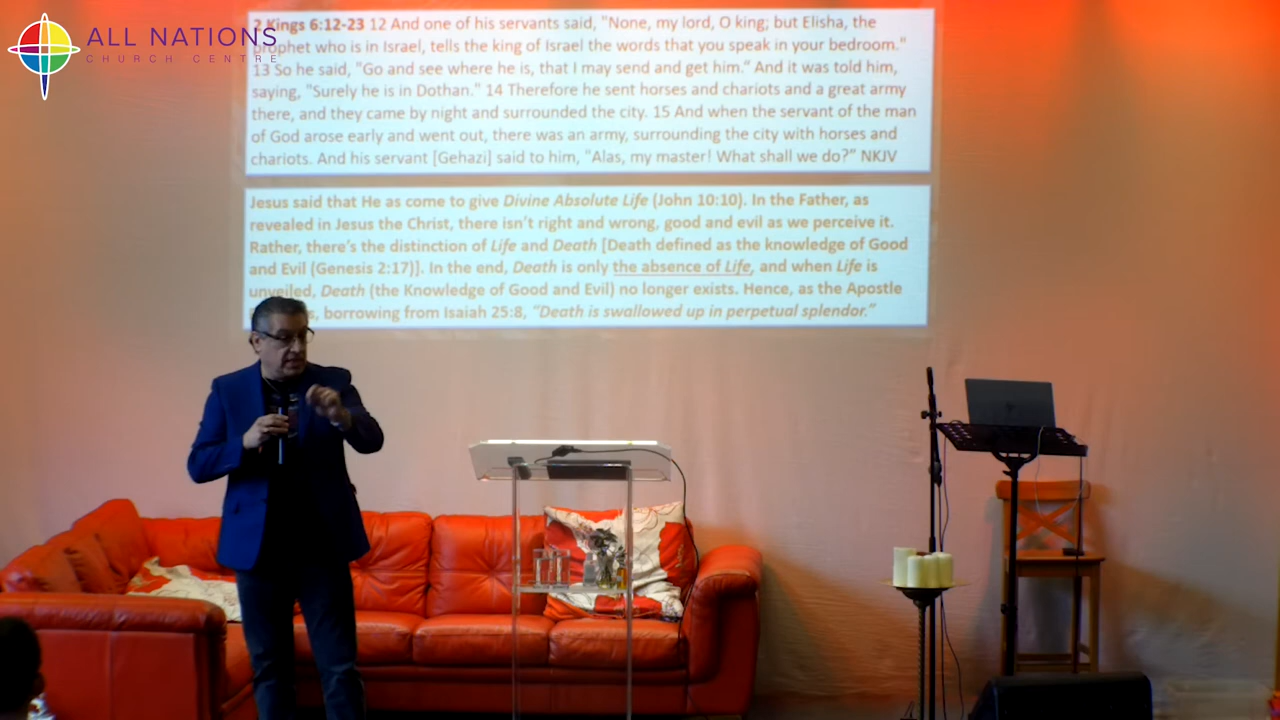 ALL NATIONS
CHURCH CENTRE
2 Kings 6:12-23 12 And one of his servants said, "None, my lord, O king; but Elisha, the
prophet who is in Israel, tells the king of Israel the words that you speak in your bedroom."
13 So he said, "Go and see where he is, that I may send and get him." And it was told him,
saying, "Surely he is in Dothan." 14 Therefore he sent horses and chariots and a great army
there, and they came by night and surrounded the city. 15 And when the servant of the man
of God arose early and went out, there was an army, surrounding the city with horses and
chariots. And his servant [Gehazi] said to him, "Alas, my master! What shall we do?" NKJV
Jesus said that He as come to give Divine Absolute Life (John 10:10). In the Father, as
revealed in Jesus the Christ, there isn't right and wrong, good and evil as we perceive it.
Rather, there's the distinction of Life and Death [Death defined as the knowledge of Good
and Evil (Genesis 2:17)]. In the end, Death is only the absence of Life, and when Life is
unveiled, Death (the Knowledge of Good and Evil) no longer exists. Hence, as the Apostle
borrowing from Isaiah 25:8, "Death is swallowed up in perpetual splendor."